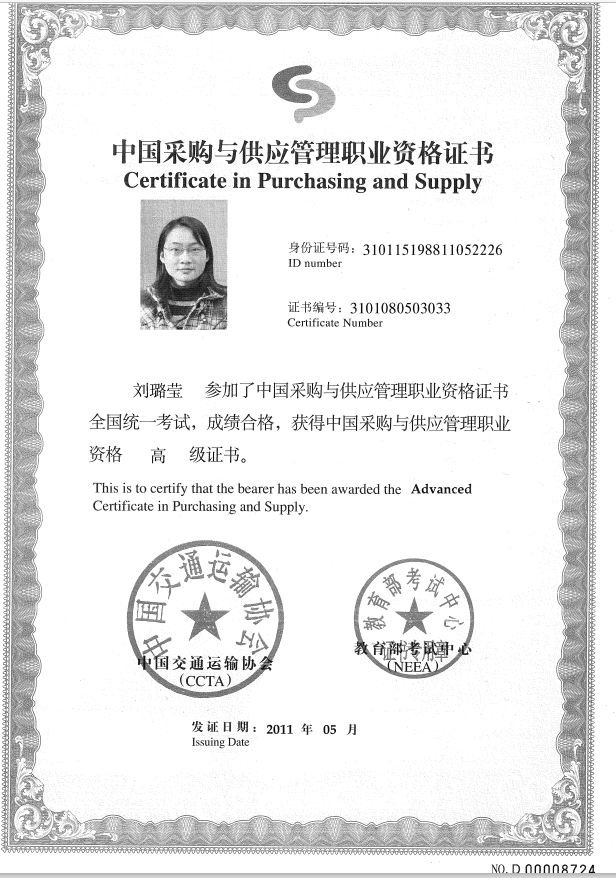 中国采购与供应管理职业资格证书
Certificate in Purchasing and Supply
身份证号码：310115198811052226
ID number
证书编号：3101080503033
Certificate Number
刘璐莹 参加了中国采购与供应管理职业资格证书
全国统一考试，成绩合格，获得中国采购与供应管理职业
资格 高 级证书。
This is to certify that the bearer has been awarded the Advanced
Certificate in Purchasing and Supply.
中国交通运输协会
教育部考试中心
证书专用章
中国交通运输协会
(CCTA)
教育部考试中心
(NEEA)
发证日期：2011 年 05 月
Issuing Date
NO. D 00008724